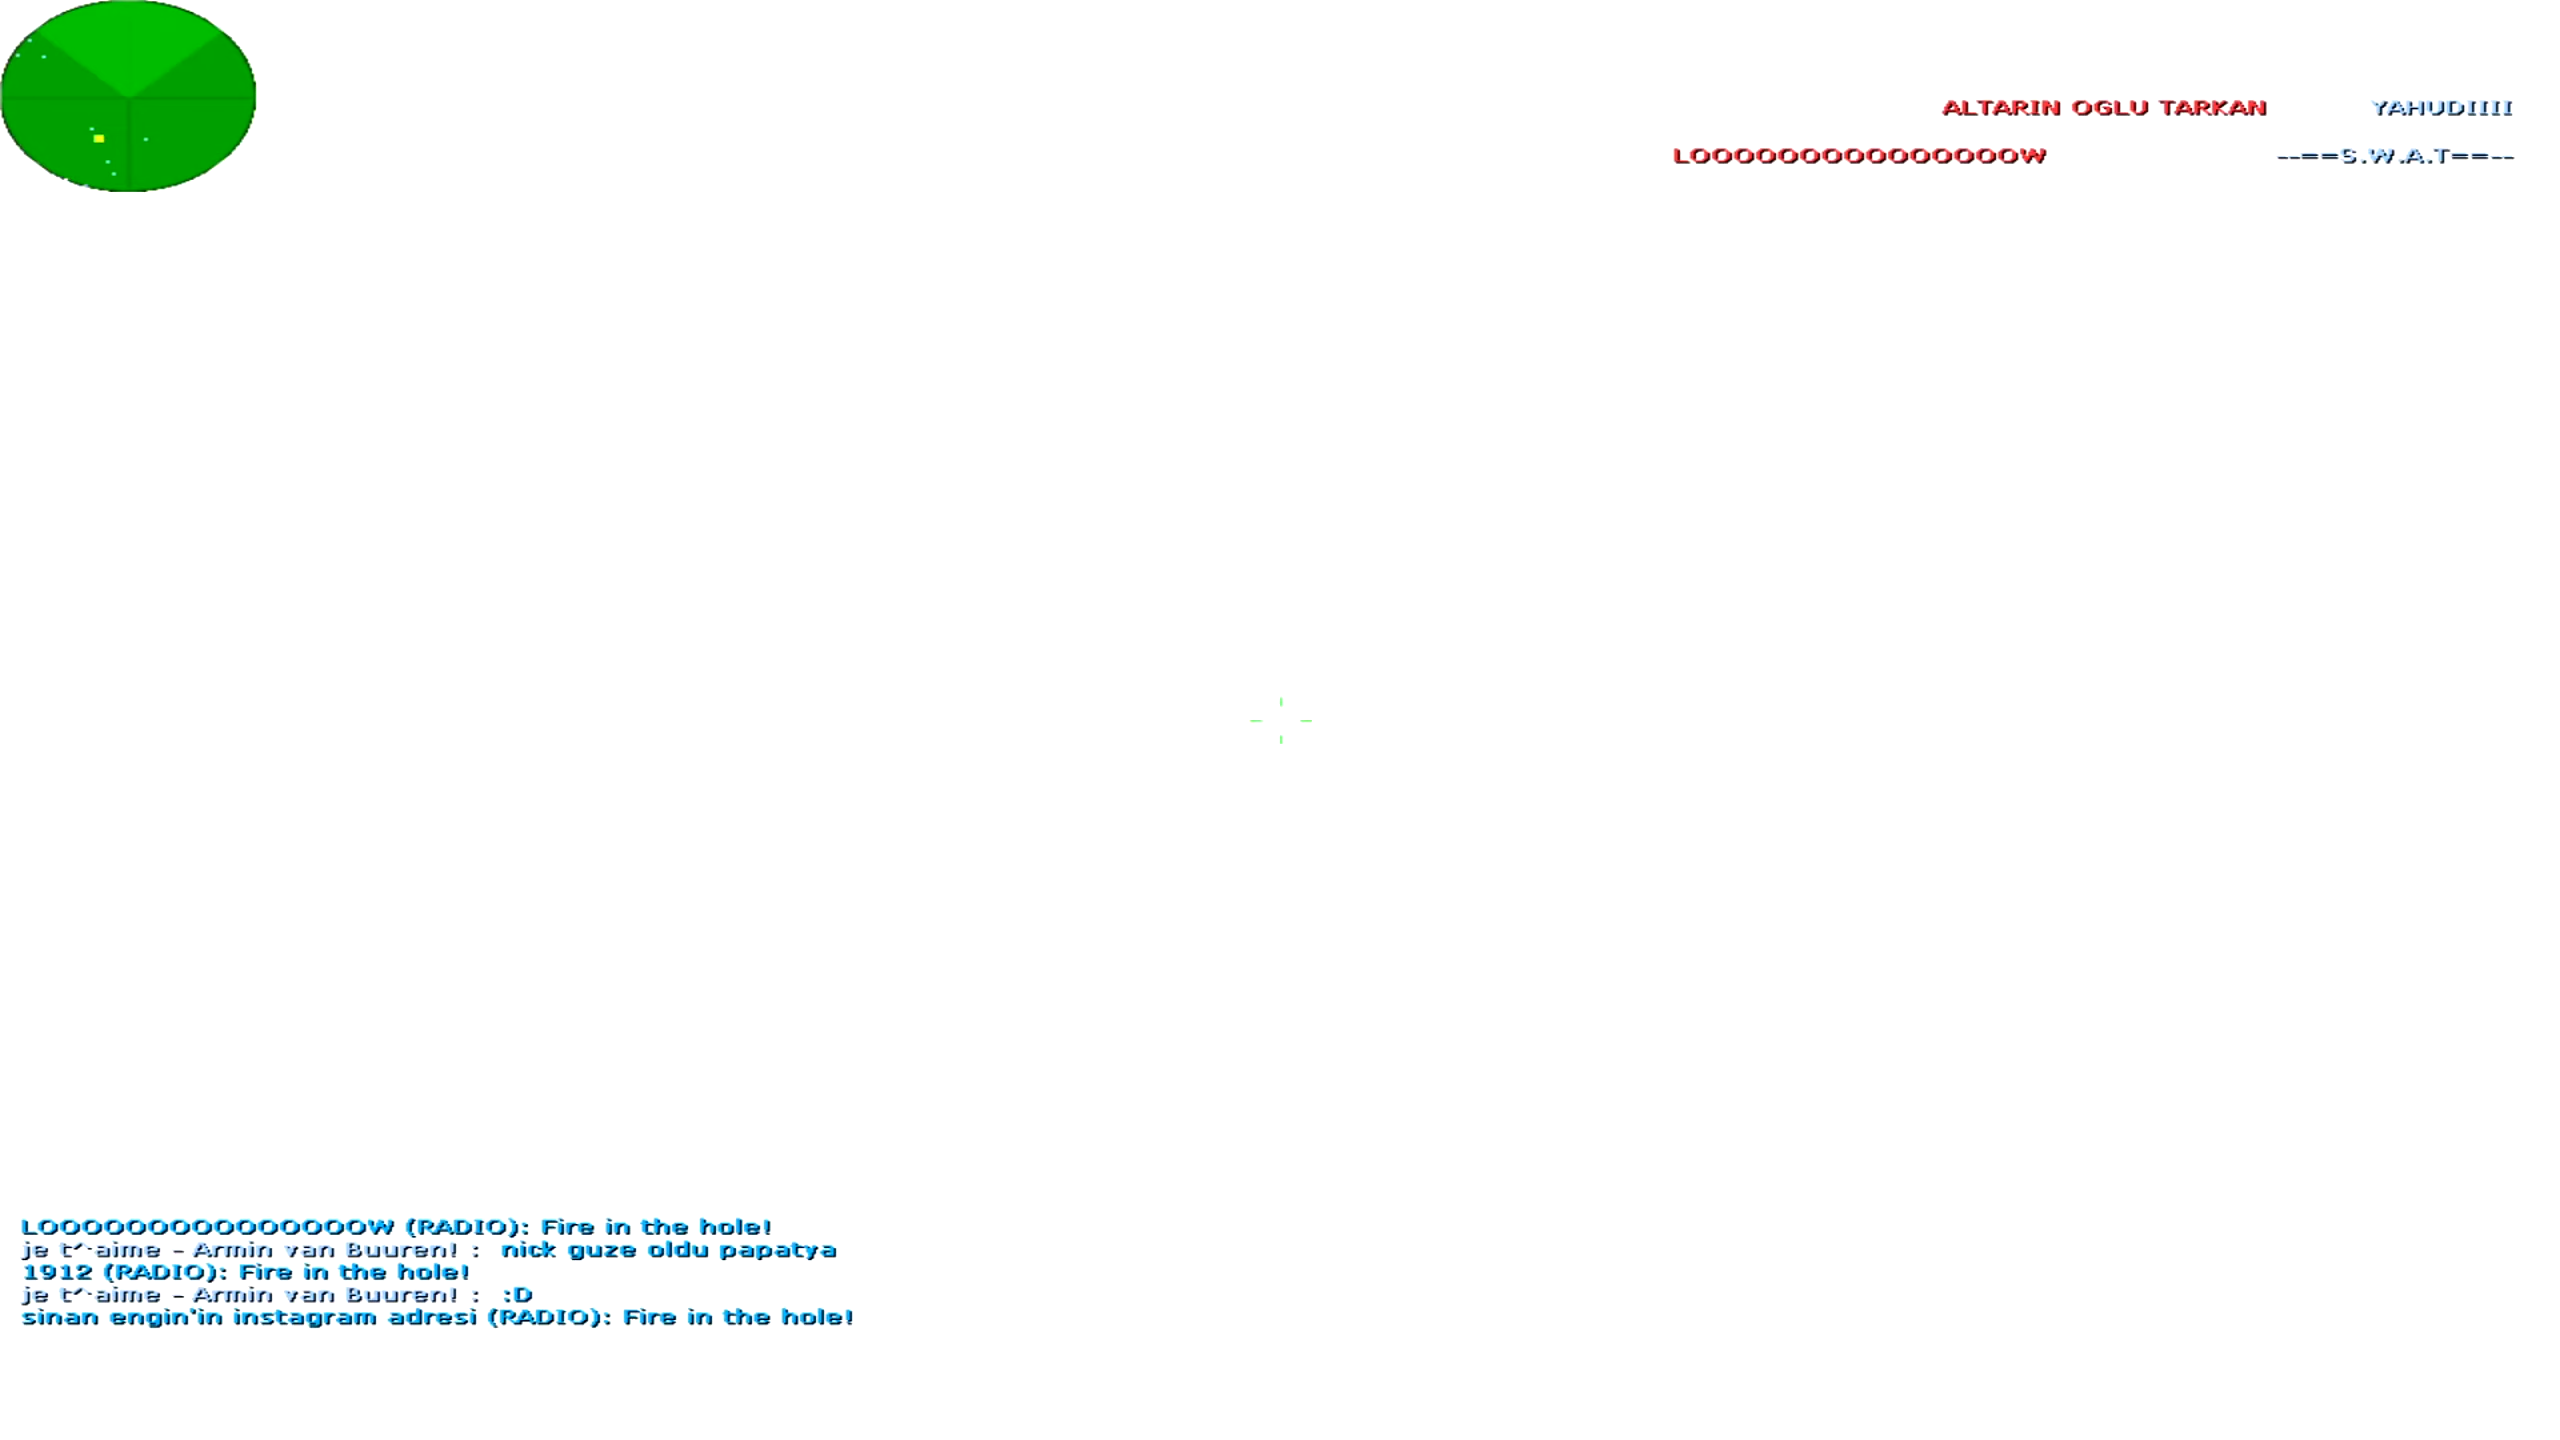 ALTARIN OGLU TARKAN YAHUDIIII
LOOOOOOOOOOOOOOOW --==S.W.A.T==--
LOOOOOOOOOOOOOOOW (RADIO): Fire in the hole!
je t´`aime - Armin van Buuren! : nick guze oldu papatya
1912 (RADIO): Fire in the hole!
je t´`aime - Armin van Buuren! : :D
sinan engin'in instagram adresi (RADIO): Fire in the hole!